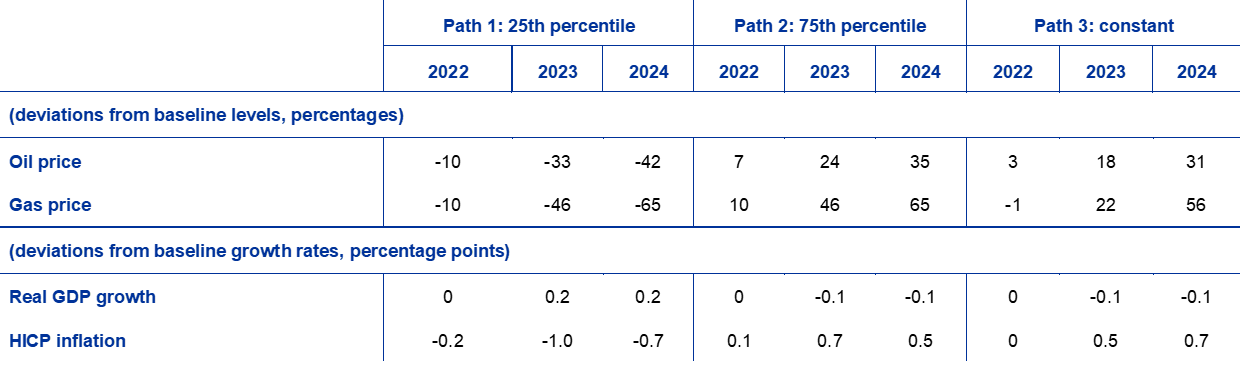 Path 1: 25th percentile Path 2: 75th percentile Path 3: constant
2022 2023 2024 2022 2023 2024 2022 2023 2024
(deviations from baseline levels, percentages)
Oil price -10 -33 -42 7 24 35 3 18 31
Gas price -10 -46 -65 10 46 65 -1 22 56
(deviations from baseline growth rates, percentage points)
Real GDP growth 0 0.2 0.2 0 -0.1 -0.1 0 -0.1 -0.1
HICP inflation -0.2 -1.0 -0.7 0.1 0.7 0.5 0 0.5 0.7